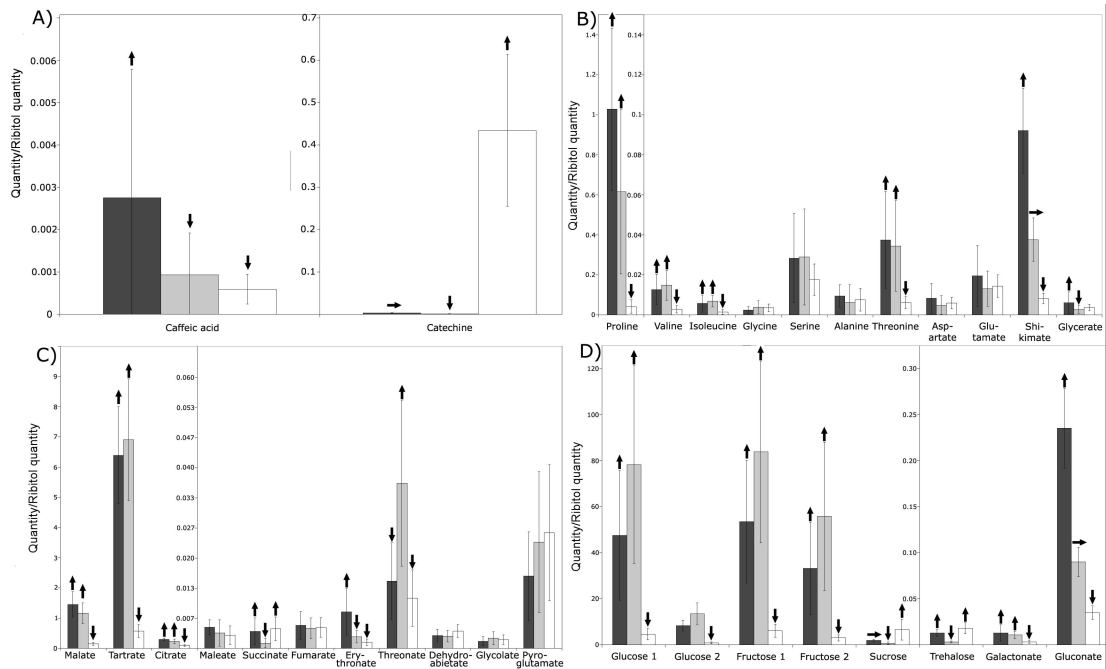 A)
Quantity/Ribitol quantity
0.006
0.005
0.004
0.003
0.002
0.001
0
0.7
0.6
0.5
0.4
0.3
0.2
0.1
Caffeic acid
Catechine
B)
Quantity/Ribitol quantity
1.4
1.2
1
0.8
0.6
0.4
0.2
0
0.14
0.12
0.1
0.08
0.06
0.04
0.02
Proline
Valine
Isoleucine
Glycine
Serine
Alanine
Threonine
Asp-
artate
Glu-
tamate
Shi-
kimate
Glycerate
C)
Quantity/Ribitol quantity
9
8
7
6
5
4
3
2
1
0
0.060
0.053
0.047
0.040
0.033
0.027
0.020
0.013
0.007
Malate
Tartrate
Citrate
Maleate
Succinate
Fumarate
Ery-
thronate
Threonate
Dehydro-
abietate
Glycolate
Pyro-
glutamate
D)
Quantity/Ribitol quantity
120
100
80
60
40
20
0
0.30
0.25
0.20
0.15
0.10
0.05
Glucose 1
Glucose 2
Fructose 1
Fructose 2
Sucrose
Trehalose
Galactonate
Gluconate